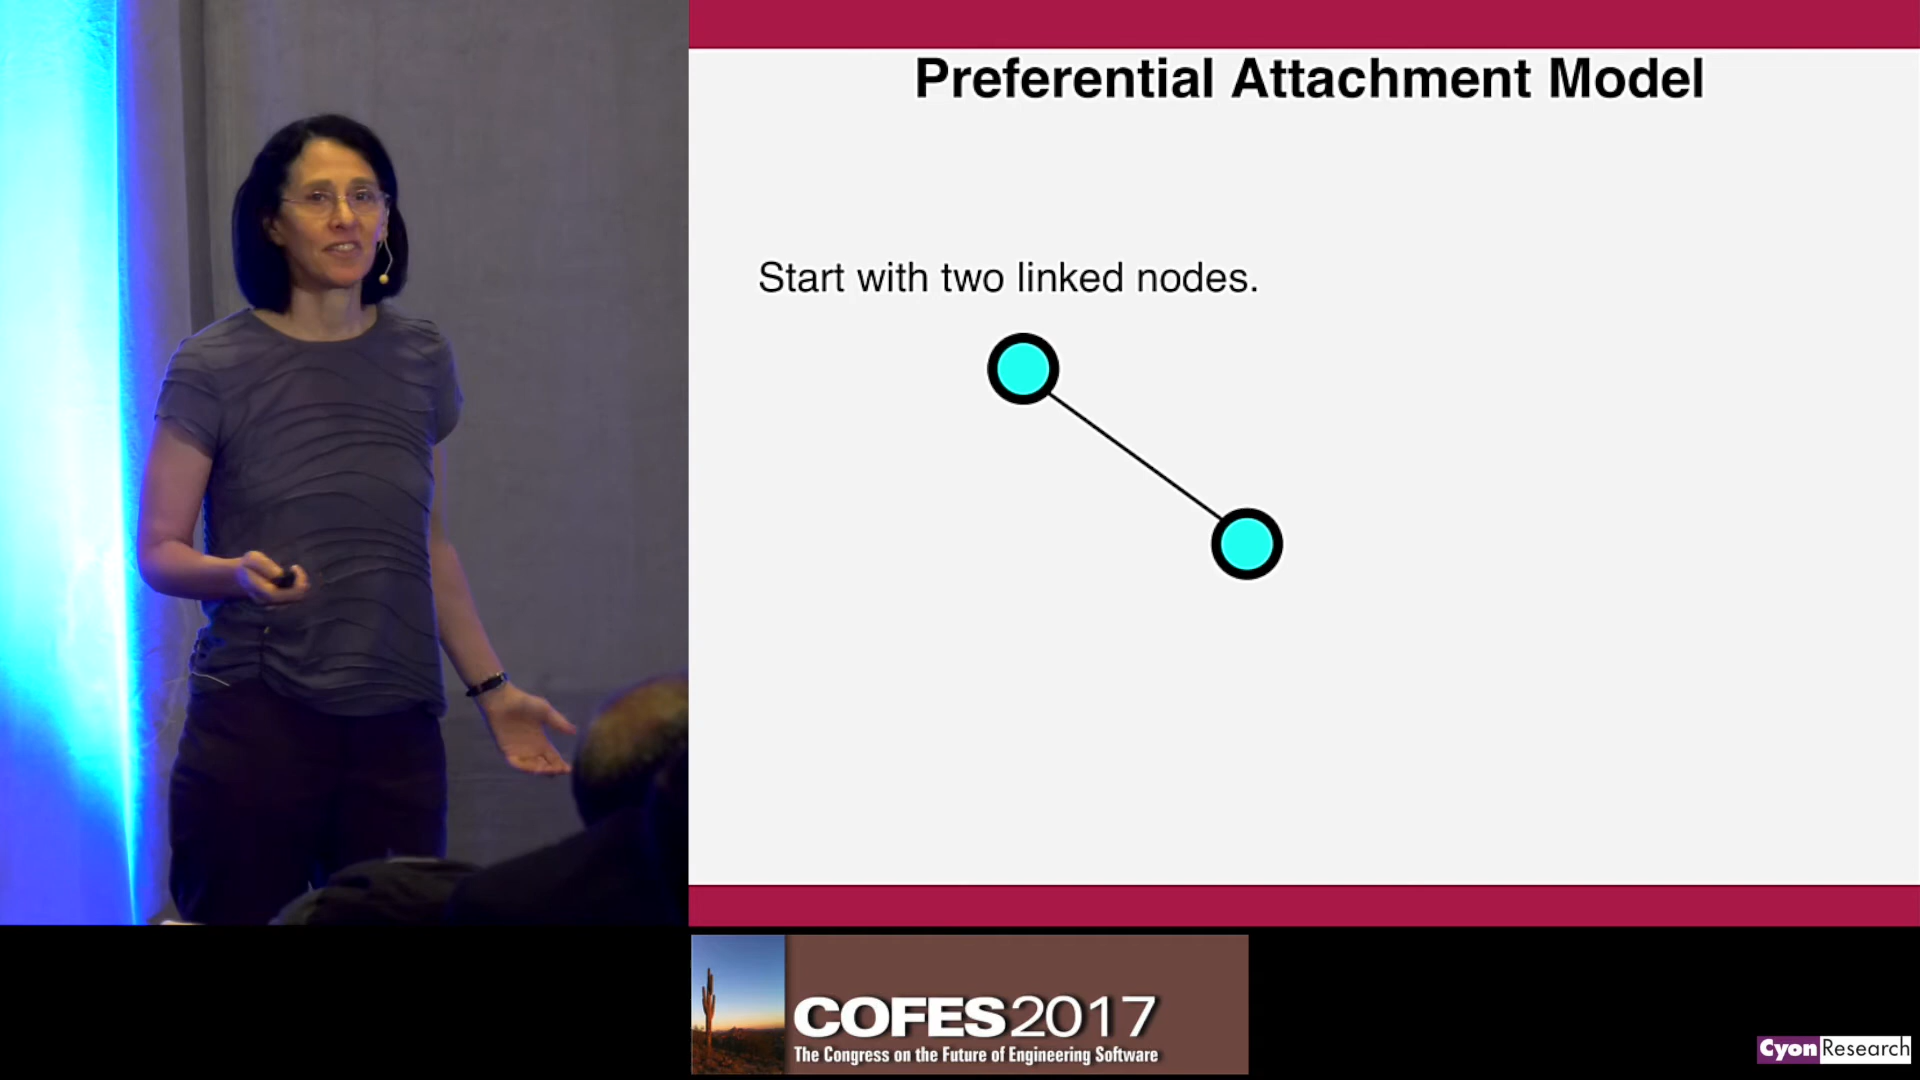 Preferential Attachment Model
Start with two linked nodes.
COFES2017
The Congress on the Future of Engineering Software
CyonResearch